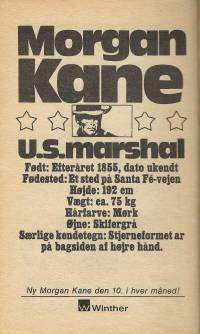 Morgan
Kane
U.S. marshal
Født: Efteråret 1855, dato ukendt
Fødested: Et sted på Santa Fé-vejen
Højde: 192 cm
Vægt: ca. 75 kg
Hårfarve: Mørk
Øjne: Skifergrå
Særlige kendetegn: Stjerneformet ar
på bagsiden af højre hånd.
Ny Morgan Kane den 10. i hver måned!
W Winther